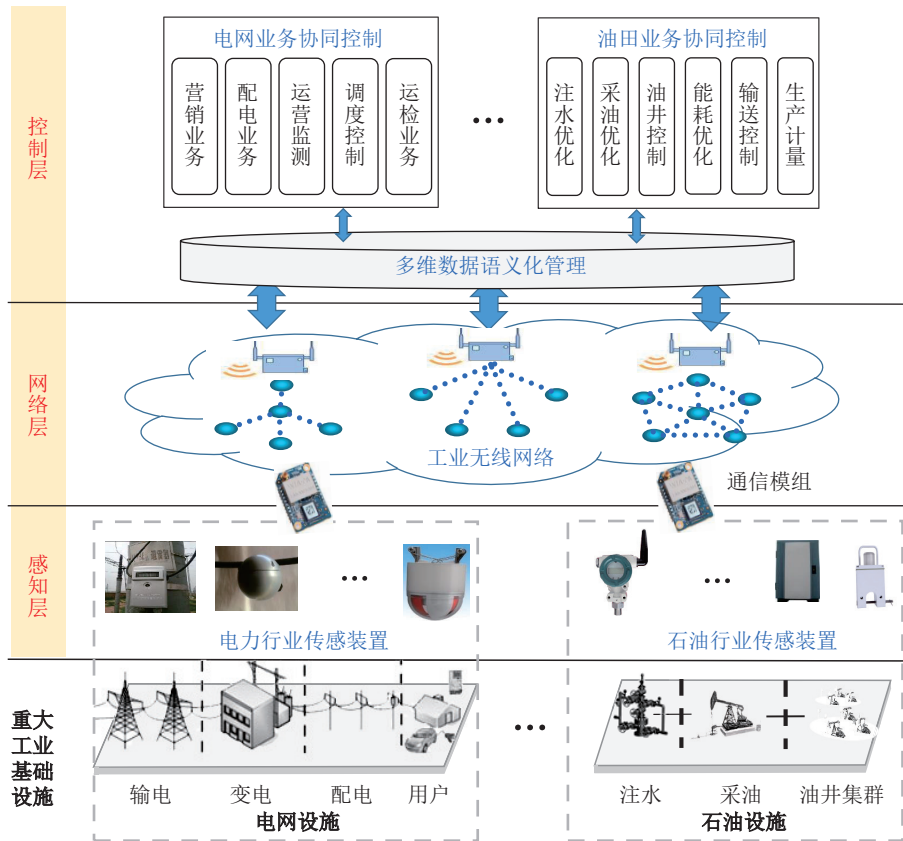 控制层
电网业务协同控制
营销业务
配电业务
运营监测
调度控制
运检业务
…
油田业务协同控制
注水优化
采油优化
油井控制
能耗优化
输送控制
生产计量
多维数据语义化管理
网络层
工业无线网络
通信模组
感知层
…
电力行业传感装置
…
石油行业传感装置
重大
工业
基础
设施
输电
变电
配电
用户
电网设施
…
注水
采油
油井集群
石油设施